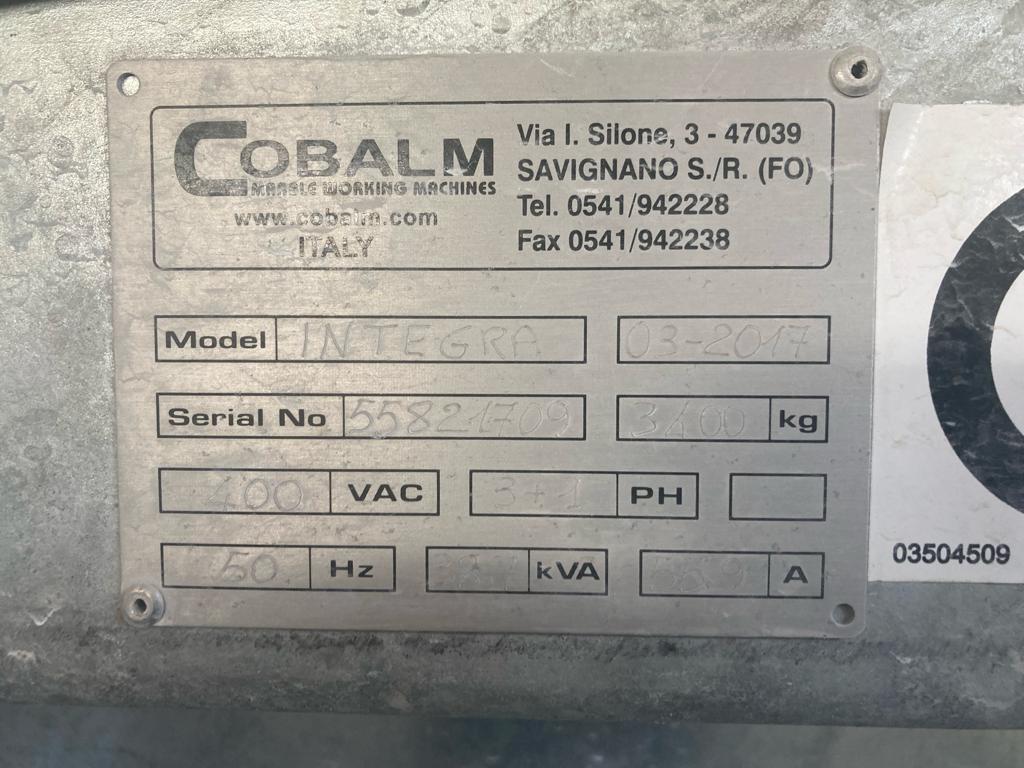 COBALM
MARBLE WORKING MACHINES
www.cobalm.com
ITALY
Via I. Silone, 3 - 47039
SAVIGNANO S./R. (FO)
Tel. 0541/942228
Fax 0541/942238
Model INTEGRA 03-2017
Serial No 55821709 3400 kg
400 VAC 3+1 PH
50 Hz kVA A
03504509